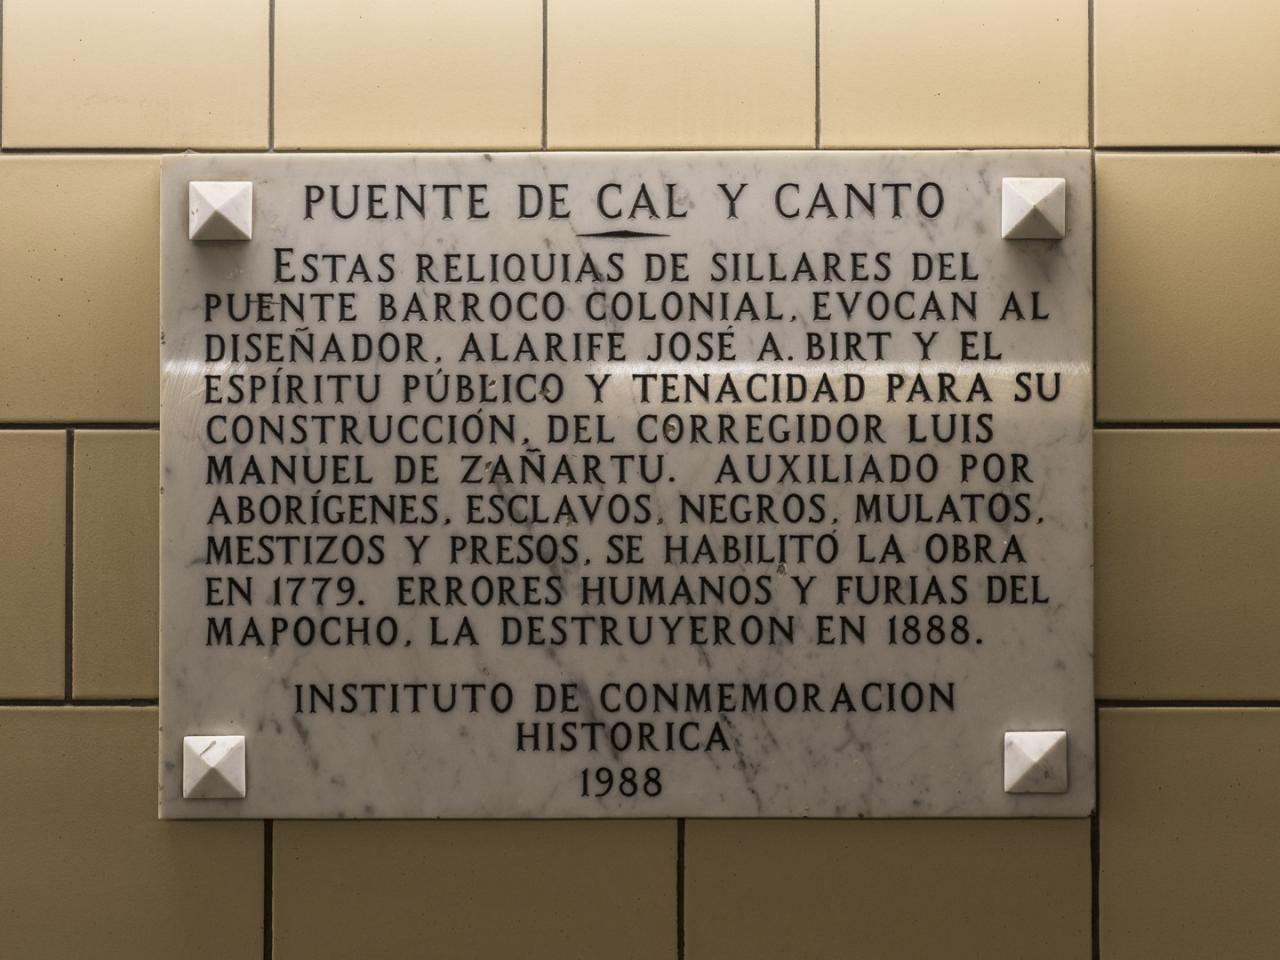 PUENTE DE CAL Y CANTO
ESTAS RELIQUIAS DE SILLARES DEL
PUENTE BARROCO COLONIAL, EVOCAN AL
DISEÑADOR, ALARIFE JOSÉ A. BIRT Y EL
ESPÍRITU PÚBLICO Y TENACIDAD PARA SU
CONSTRUCCIÓN, DEL CORREGIDOR LUIS
MANUEL DE ZAÑARTU. AUXILIADO POR
ABORÍGENES, ESCLAVOS, NEGROS, MULATOS,
MESTIZOS Y PRESOS, SE HABILITÓ LA OBRA
EN 1779. ERRORES HUMANOS Y FURIAS DEL
MAPOCHO, LA DESTRUYERON EN 1888.
INSTITUTO DE CONMEMORACION
HISTORICA
1988